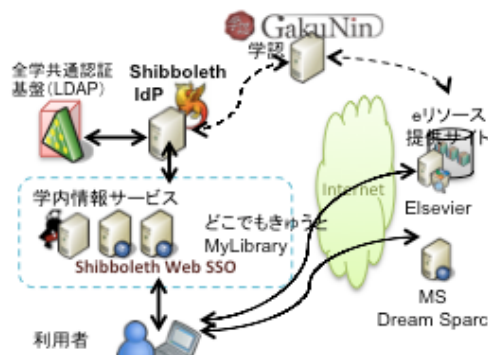 GakuNin
学認
全学共通認証
基盤(LDAP)
Shibboleth
IdP
eリソース
提供サイト
Internet
Elsevier
学内情報サービス
どこでもきゅうと
MyLibrary
Shibboleth Web SSO
MS
Dream Sparc
利用者